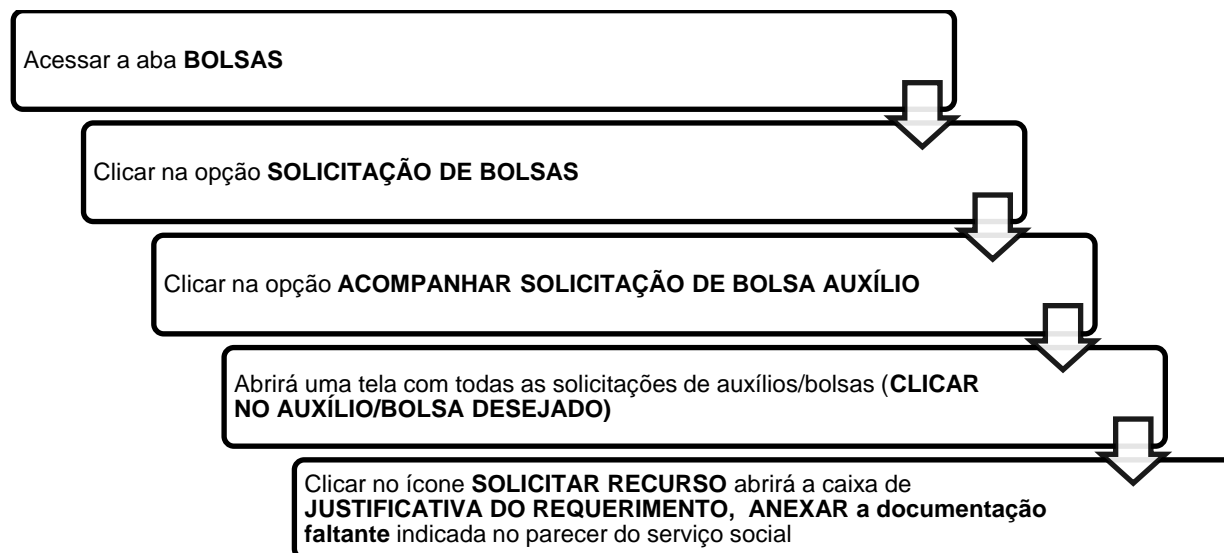 Acessar a aba BOLSAS
Clicar na opção SOLICITAÇÃO DE BOLSAS
Clicar na opção ACOMPANHAR SOLICITAÇÃO DE BOLSA AUXÍLIO
Abrirá uma tela com todas as solicitações de auxílios/bolsas (CLICAR
NO AUXÍLIO/BOLSA DESEJADO)
Clicar no ícone SOLICITAR RECURSO abrirá a caixa de
JUSTIFICATIVA DO REQUERIMENTO, ANEXAR a documentação
faltante indicada no parecer do serviço social